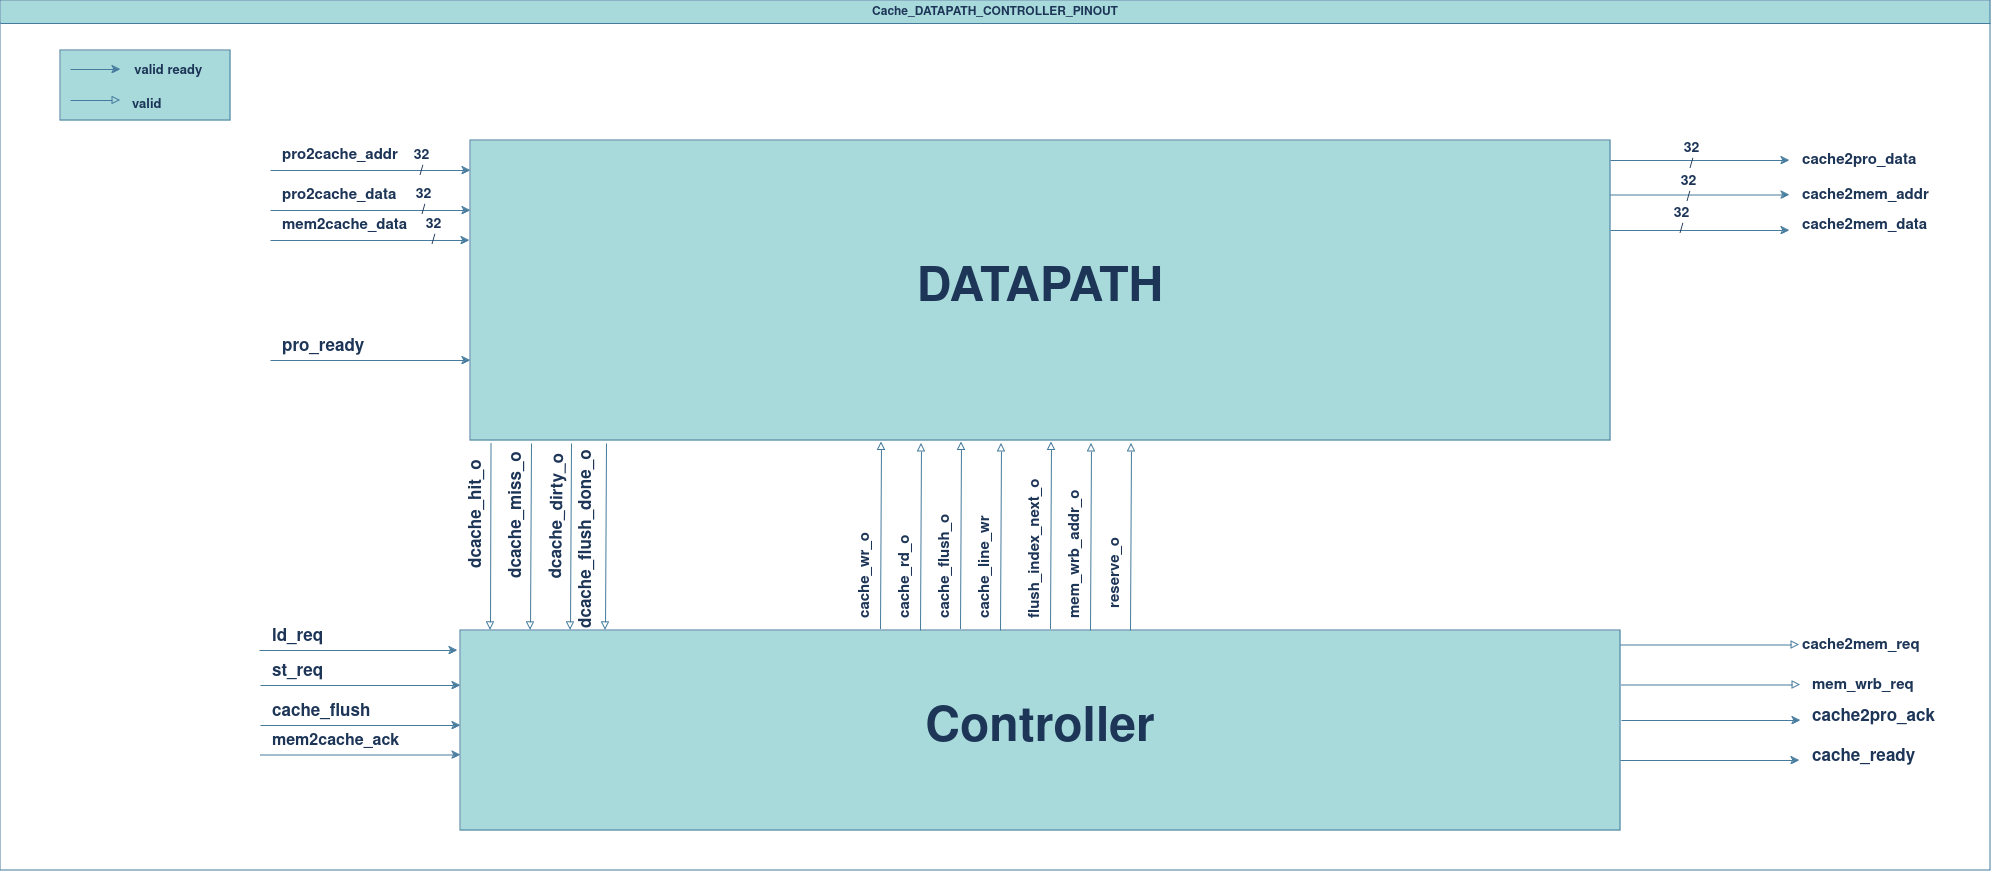 Cache_DATAPATH_CONTROLLER_PINOUT
valid ready
valid
pro2cache_addr 32
pro2cache_data 32
mem2cache_data 32
pro_ready
DATAPATH
32
cache2pro_data
32
cache2mem_addr
32
cache2mem_data
dcache_hit_o
dcache_miss_o
dcache_dirty_o
dcache_flush_done_o
cache_wr_o
cache_rd_o
cache_flush_o
cache_line_wr
flush_index_next_o
mem_wrb_addr_o
reserve_o
ld_req
st_req
cache_flush
mem2cache_ack
Controller
cache2mem_req
mem_wrb_req
cache2pro_ack
cache_ready